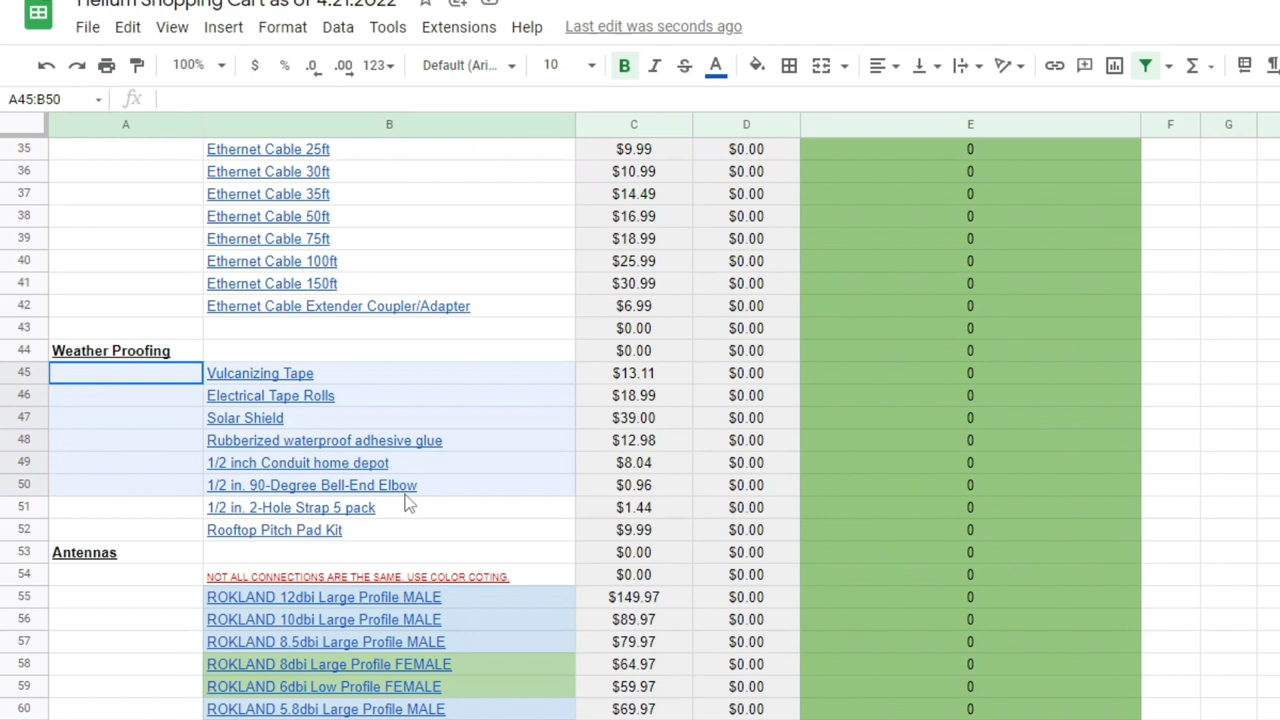 Helium Shopping Cart as of 4.21.2022
File Edit View Insert Format Data Tools Extensions Help Last edit was seconds ago
100% $ % .0 .00 123 Default (Ari... 10 B I S A
A45:B50 fx
A B C D E F G
35 Ethernet Cable 25ft $9.99 $0.00 0
36 Ethernet Cable 30ft $10.99 $0.00 0
37 Ethernet Cable 35ft $14.49 $0.00 0
38 Ethernet Cable 50ft $16.99 $0.00 0
39 Ethernet Cable 75ft $18.99 $0.00 0
40 Ethernet Cable 100ft $25.99 $0.00 0
41 Ethernet Cable 150ft $30.99 $0.00 0
42 Ethernet Cable Extender Coupler/Adapter $6.99 $0.00 0
43 $0.00 $0.00 0
44 Weather Proofing $0.00 $0.00 0
45 Vulcanizing Tape $13.11 $0.00 0
46 Electrical Tape Rolls $18.99 $0.00 0
47 Solar Shield $39.00 $0.00 0
48 Rubberized waterproof adhesive glue $12.98 $0.00 0
49 1/2 inch Conduit home depot $8.04 $0.00 0
50 1/2 in. 90-Degree Bell-End Elbow $0.96 $0.00 0
51 1/2 in. 2-Hole Strap 5 pack $1.44 $0.00 0
52 Rooftop Pitch Pad Kit $9.99 $0.00 0
53 Antennas $0.00 $0.00 0
54 NOT ALL CONNECTIONS ARE THE SAME. USE COLOR COTING. $0.00 $0.00 0
55 ROKLAND 12dbi Large Profile MALE $149.97 $0.00 0
56 ROKLAND 10dbi Large Profile MALE $89.97 $0.00 0
57 ROKLAND 8.5dbi Large Profile MALE $79.97 $0.00 0
58 ROKLAND 8dbi Large Profile FEMALE $64.97 $0.00 0
59 ROKLAND 6dbi Low Profile FEMALE $59.97 $0.00 0
60 ROKLAND 5.8dbi Large Profile MALE $69.97 $0.00 0